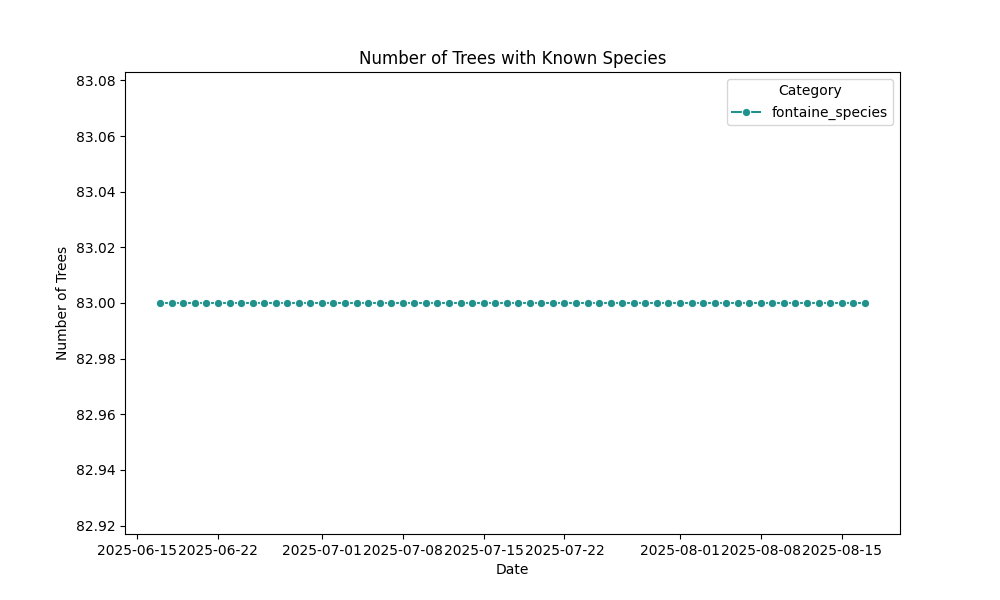 Number of Trees with Known Species
Category
fontaine_species
Number of Trees
83.08
83.06
83.04
83.02
83.00
82.98
82.96
82.94
82.92
2025-06-15 2025-06-22 2025-07-01 2025-07-08 2025-07-15 2025-07-22 2025-08-01 2025-08-08 2025-08-15
Date